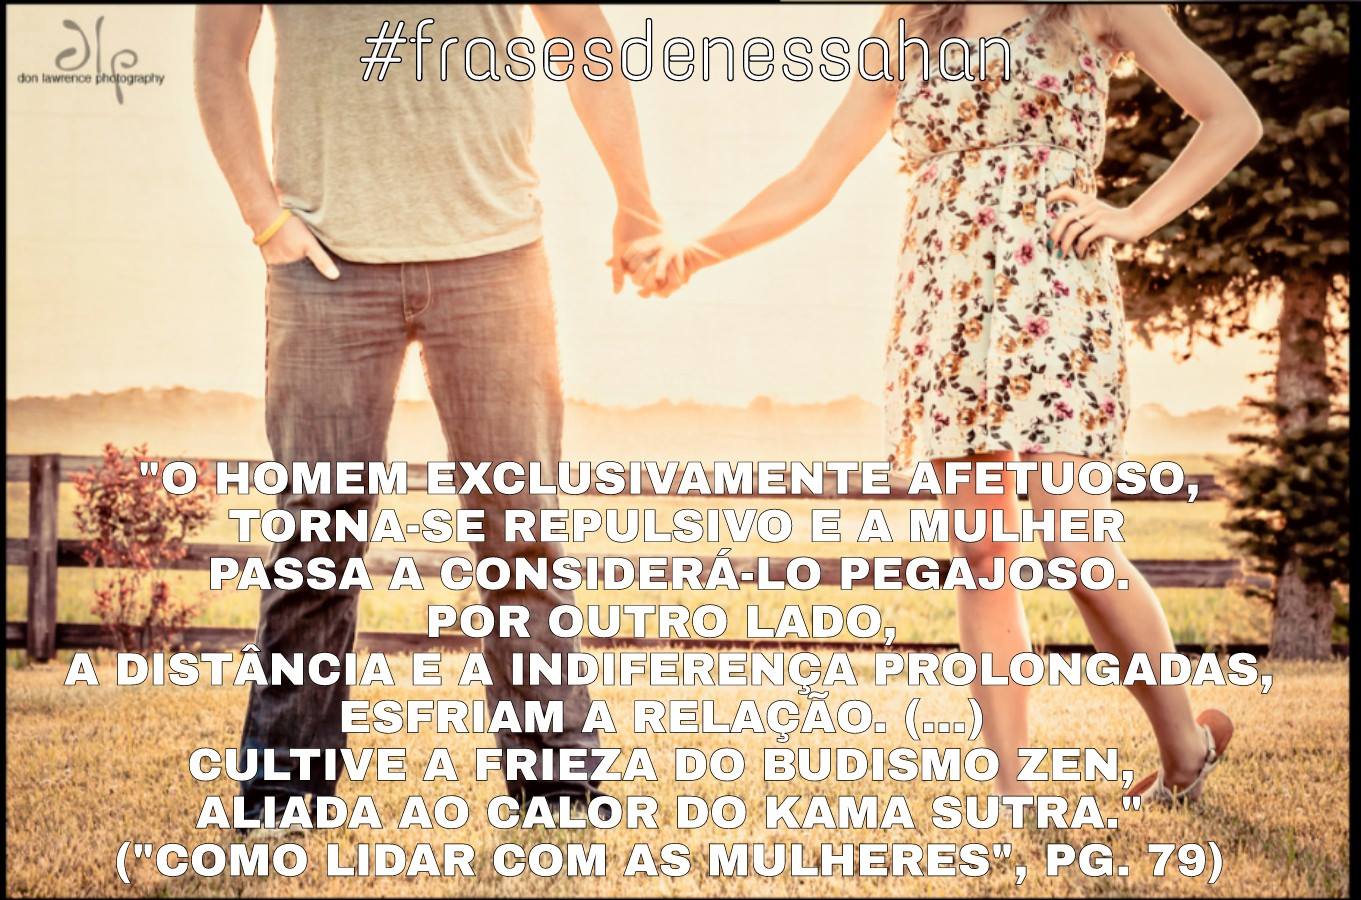 dlp
don lawrence photography
#frasesdenessahan
"O HOMEM EXCLUSIVAMENTE AFETUOSO,
TORNA-SE REPULSIVO E A MULHER
PASSA A CONSIDERÁ-LO PEGAJOSO.
POR OUTRO LADO,
A DISTÂNCIA E A INDIFERENÇA PROLONGADAS,
ESFRIAM A RELAÇÃO. (...)
CULTIVE A FRIEZA DO BUDISMO ZEN,
ALIADA AO CALOR DO KAMA SUTRA."
("COMO LIDAR COM AS MULHERES", PG. 79)